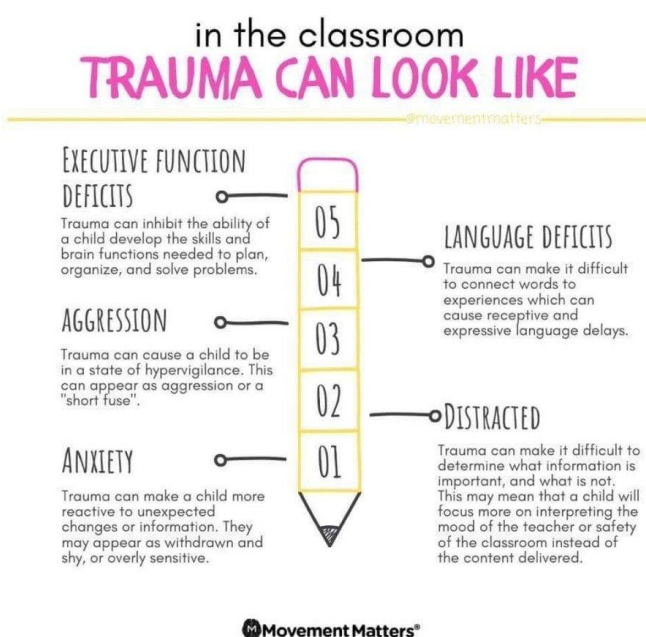 in the classroom
TRAUMA CAN LOOK LIKE
@movementmatters
EXECUTIVE FUNCTION
DEFICITS
Trauma can inhibit the ability of
a child develop the skills and
brain functions needed to plan,
organize, and solve problems.
05
LANGUAGE DEFICITS
Trauma can make it difficult
to connect words to
experiences which can
cause receptive and
expressive language delays.
04
AGGRESSION
Trauma can cause a child to be
in a state of hypervigilance. This
can appear as aggression or a
"short fuse".
03
DISTRACTED
Trauma can make it difficult to
determine what information is
important, and what is not.
This may mean that a child will
focus more on interpreting the
mood of the teacher or safety
of the classroom instead of
the content delivered.
02
ANXIETY
Trauma can make a child more
reactive to unexpected
changes or information. They
may appear as withdrawn and
shy, or overly sensitive.
01
M Movement Matters®